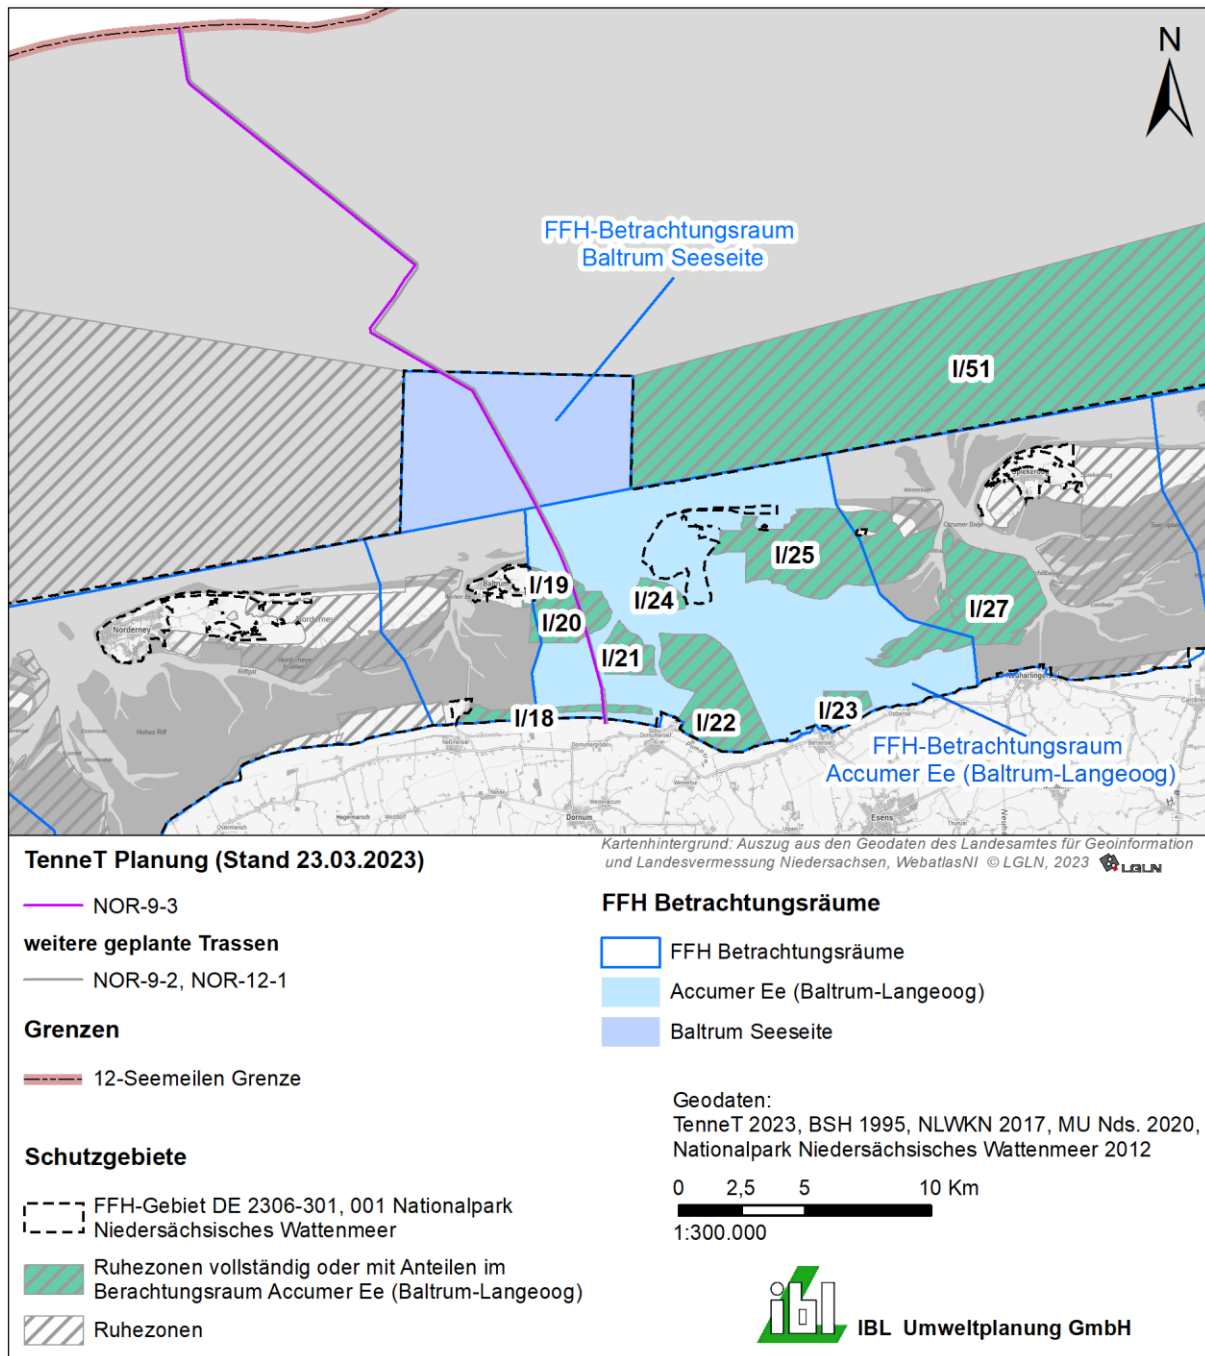 N
FFH-Betrachtungsraum
Baltrum Seeseite
I/51
I/25
I/19
I/24
I/20
I/27
I/21
I/18
I/22
I/23
FFH-Betrachtungsraum
Accumer Ee (Baltrum-Langeoog)
Spiekeroog
Norderney
Norderney
Riffgat
Hohes Riff
Dornum
Esens
Kartenhintergrund: Auszug aus den Geodaten des Landesamtes für Geoinformation
und Landesvermessung Niedersachsen, WebatlasNI © LGLN, 2023 LGLN
TenneT Planung (Stand 23.03.2023)
NOR-9-3
weitere geplante Trassen
NOR-9-2, NOR-12-1
Grenzen
12-Seemeilen Grenze
Schutzgebiete
FFH-Gebiet DE 2306-301, 001 Nationalpark
Niedersächsisches Wattenmeer
Ruhezonen vollständig oder mit Anteilen im
Berachtungsraum Accumer Ee (Baltrum-Langeoog)
Ruhezonen
FFH Betrachtungsräume
FFH Betrachtungsräume
Accumer Ee (Baltrum-Langeoog)
Baltrum Seeseite
Geodaten:
TenneT 2023, BSH 1995, NLWKN 2017, MU Nds. 2020,
Nationalpark Niedersächsisches Wattenmeer 2012
0 2,5 5 10 Km
1:300.000
ibl IBL Umweltplanung GmbH